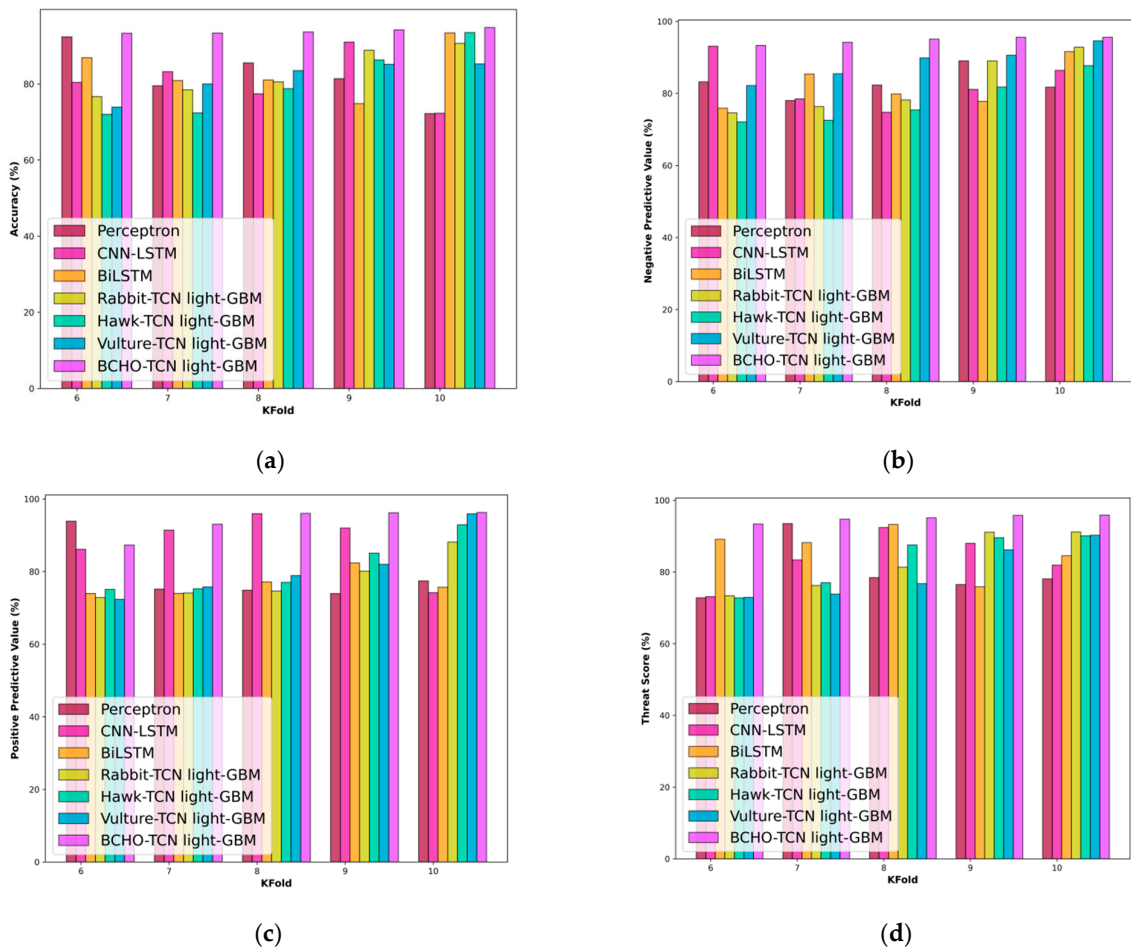 Accuracy (%)
80
60
40
20
0
Perceptron
CNN-LSTM
BiLSTM
Rabbit-TCN light-GBM
Hawk-TCN light-GBM
Vulture-TCN light-GBM
BCHO-TCN light-GBM
6 7 8 9 10
KFold
(a)
Negative Predictive Value (%)
100
80
60
40
20
0
Perceptron
CNN-LSTM
BiLSTM
Rabbit-TCN light-GBM
Hawk-TCN light-GBM
Vulture-TCN light-GBM
BCHO-TCN light-GBM
6 7 8 9 10
KFold
(b)
Positive Predictive Value (%)
100
80
60
40
20
0
Perceptron
CNN-LSTM
BiLSTM
Rabbit-TCN light-GBM
Hawk-TCN light-GBM
Vulture-TCN light-GBM
BCHO-TCN light-GBM
6 7 8 9 10
KFold
(c)
Threat Score (%)
100
80
60
40
20
0
Perceptron
CNN-LSTM
BiLSTM
Rabbit-TCN light-GBM
Hawk-TCN light-GBM
Vulture-TCN light-GBM
BCHO-TCN light-GBM
6 7 8 9 10
KFold
(d)